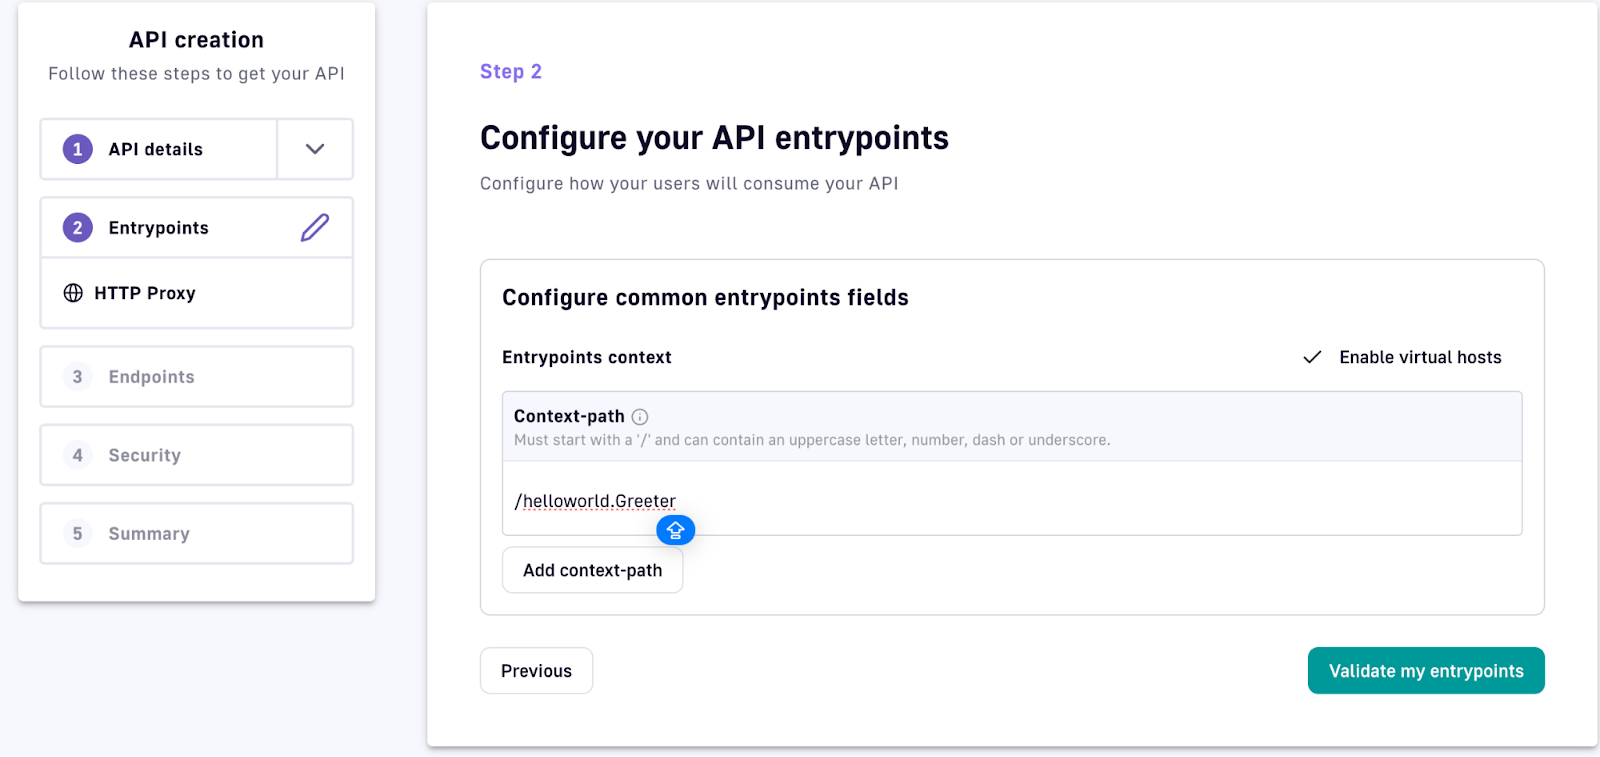 API creation
Follow these steps to get your API
1 API details
2 Entrypoints
HTTP Proxy
3 Endpoints
4 Security
5 Summary
Step 2
Configure your API entrypoints
Configure how your users will consume your API
Configure common entrypoints fields
Entrypoints context
Enable virtual hosts
Context-path
Must start with a '/' and can contain an uppercase letter, number, dash or underscore.
/helloworld.Greeter
Add context-path
Previous
Validate my entrypoints